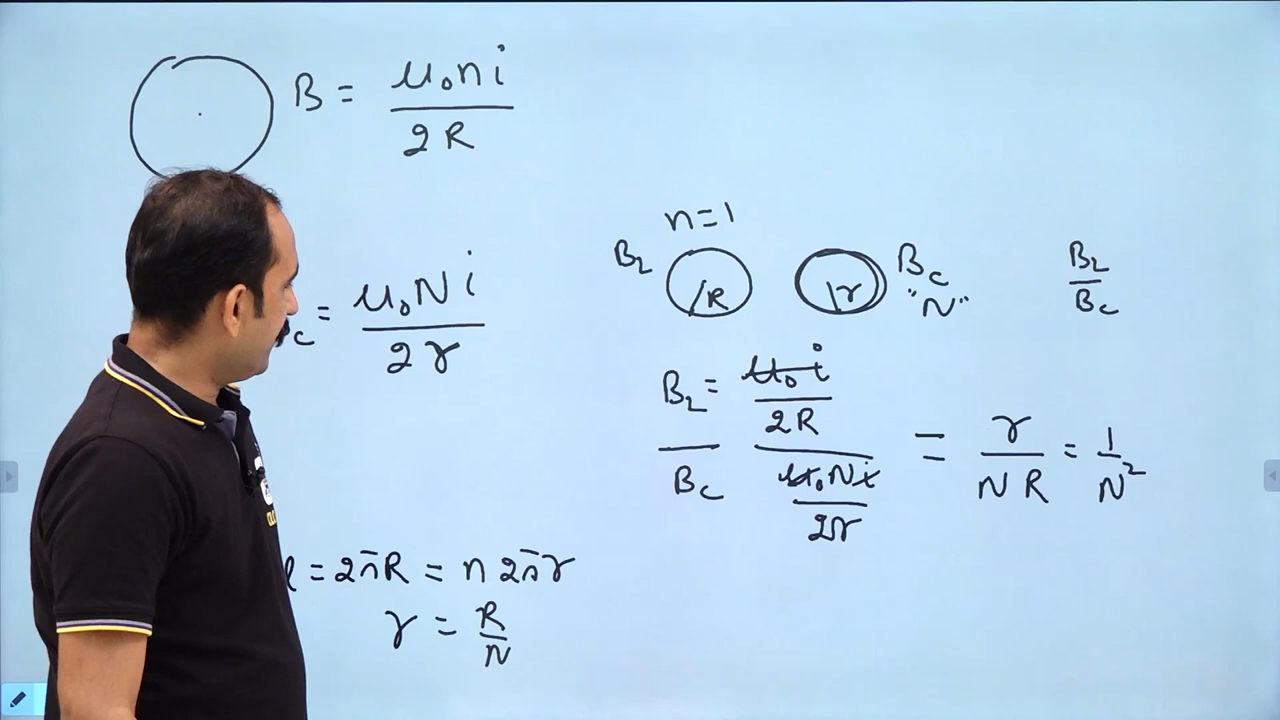 B = μ₀ni / 2R
n=1
B_L R r B_C "N" B_L / B_C
c = μ₀Ni / 2r
B_L = μ₀i / 2R
B_C μ₀Ni / 2r = r / NR = 1 / N²
l = 2πR = n2πr
r = R / N